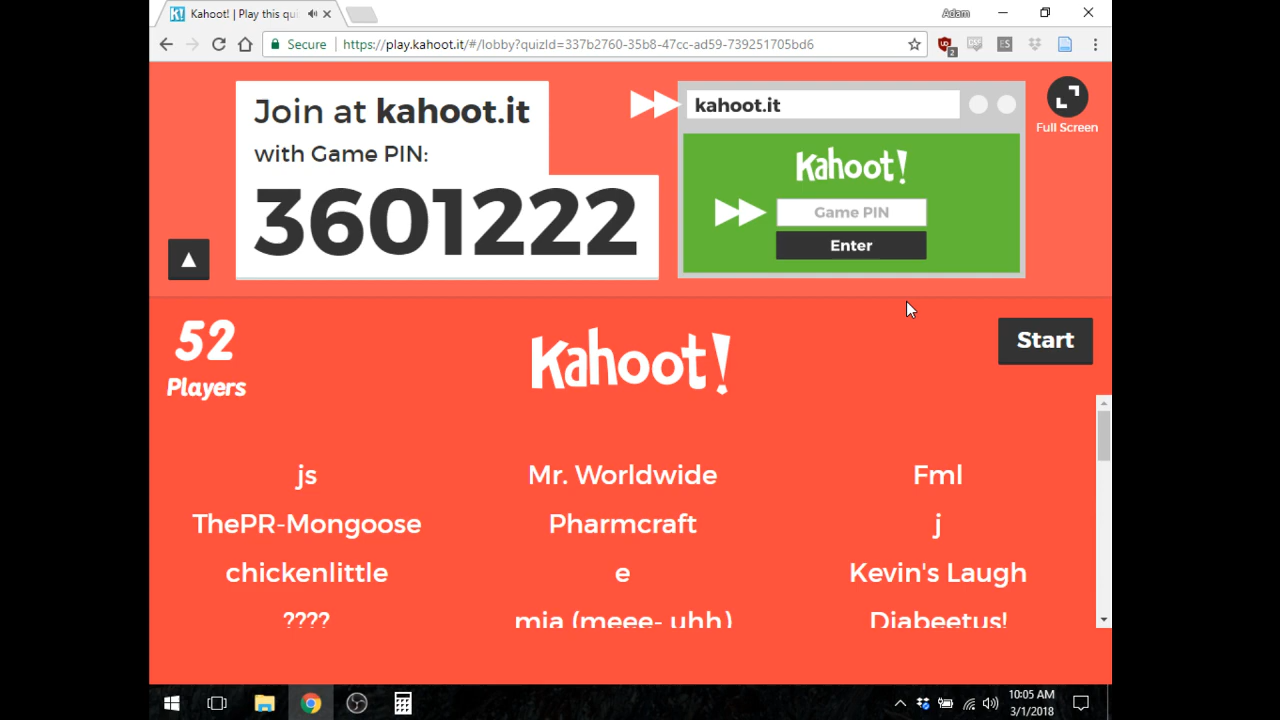 Kahoot! | Play this qui
Adam
Secure
https://play.kahoot.it/#/lobby?quizId=337b2760-35b8-47cc-ad59-739251705bd6
2
ES
Join at kahoot.it
with Game PIN:
3601222
kahoot.it
Kahoot!
Game PIN
Enter
Full Screen
52
Players
Kahoot!
Start
js
Mr. Worldwide
Fml
ThePR-Mongoose
Pharmcraft
j
chickenlittle
e
Kevin's Laugh
????
mia (meee- uhh)
Diabeetus!
10:05 AM
3/1/2018